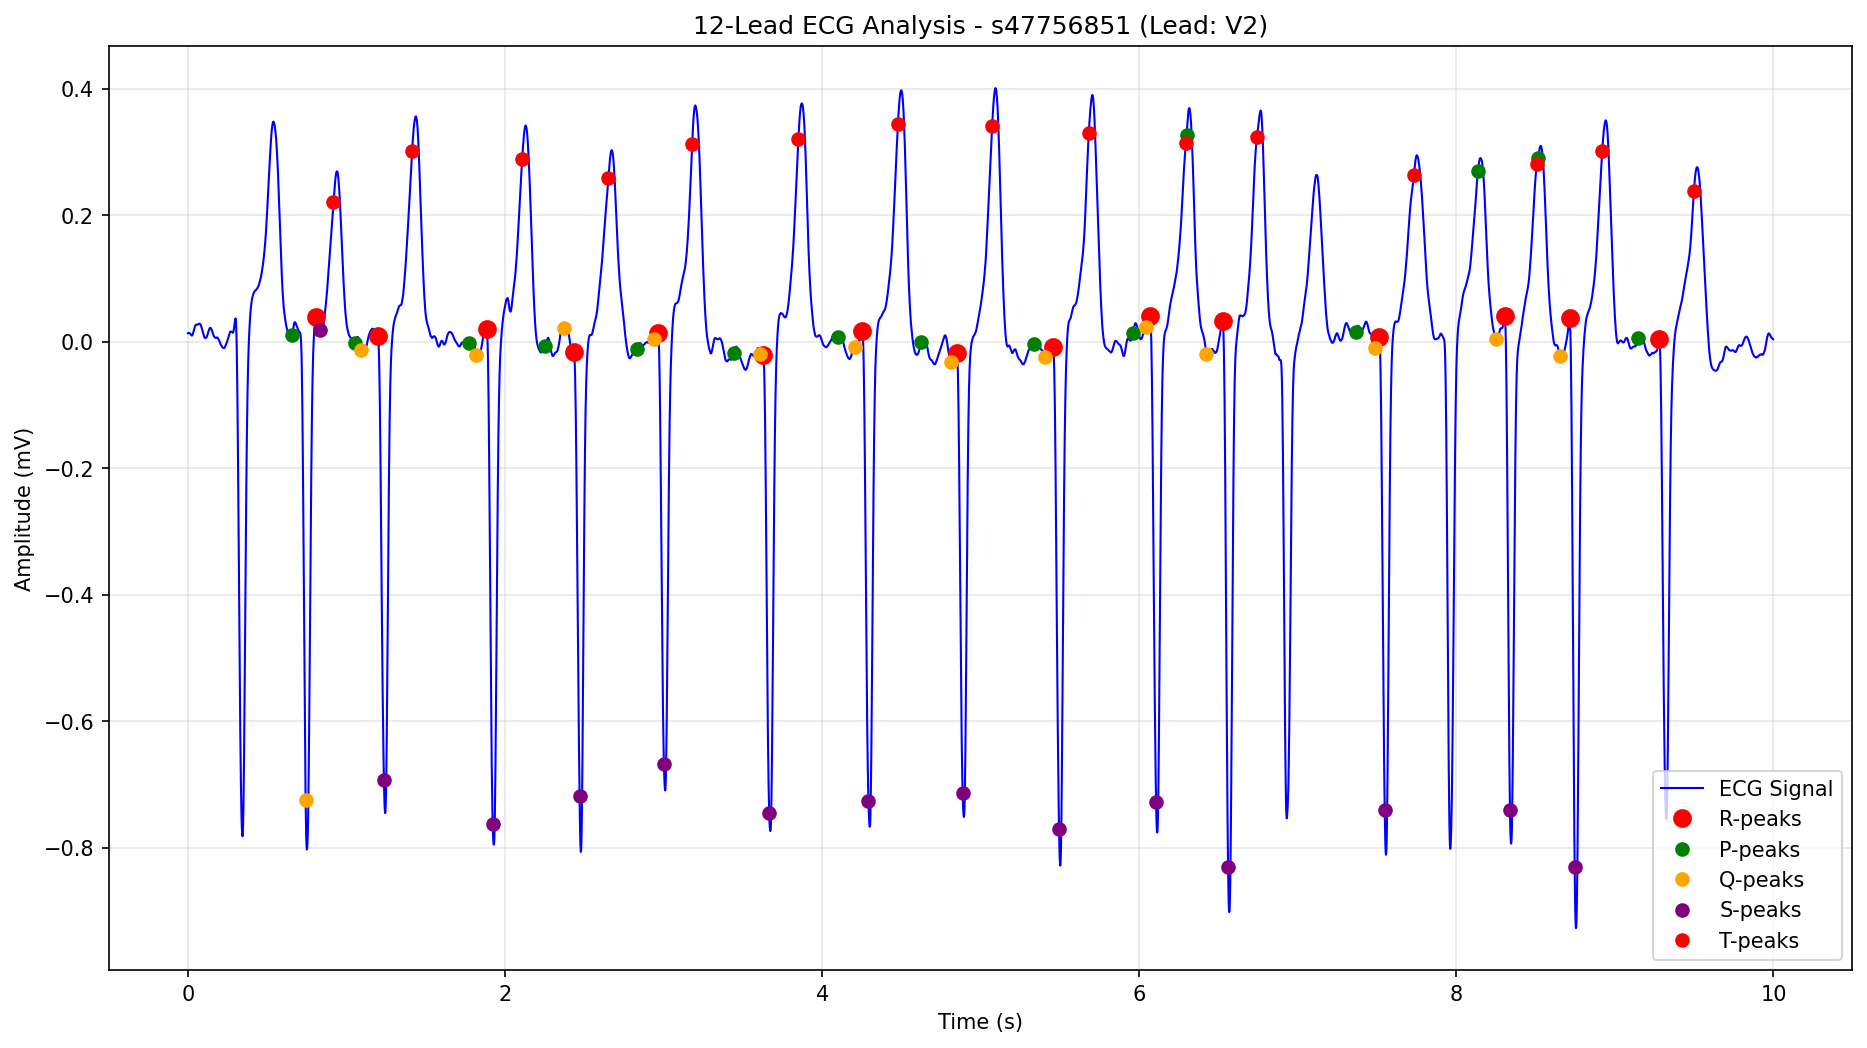 12-Lead ECG Analysis - s47756851 (Lead: V2)
Amplitude (mV)
0.4
0.2
0.0
−0.2
−0.4
−0.6
−0.8
ECG Signal
R-peaks
P-peaks
Q-peaks
S-peaks
T-peaks
0 2 4 6 8 10
Time (s)